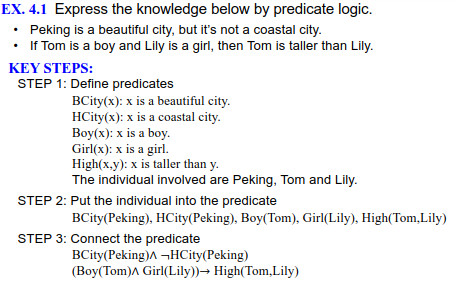 EX. 4.1 Express the knowledge below by predicate logic.
• Peking is a beautiful city, but it's not a coastal city.
• If Tom is a boy and Lily is a girl, then Tom is taller than Lily.
KEY STEPS:
STEP 1: Define predicates
BCity(x): x is a beautiful city.
HCity(x): x is a coastal city.
Boy(x): x is a boy.
Girl(x): x is a girl.
High(x,y): x is taller than y.
The individual involved are Peking, Tom and Lily.
STEP 2: Put the individual into the predicate
BCity(Peking), HCity(Peking), Boy(Tom), Girl(Lily), High(Tom,Lily)
STEP 3: Connect the predicate
BCity(Peking)∧ ¬HCity(Peking)
(Boy(Tom)∧ Girl(Lily))→ High(Tom,Lily)